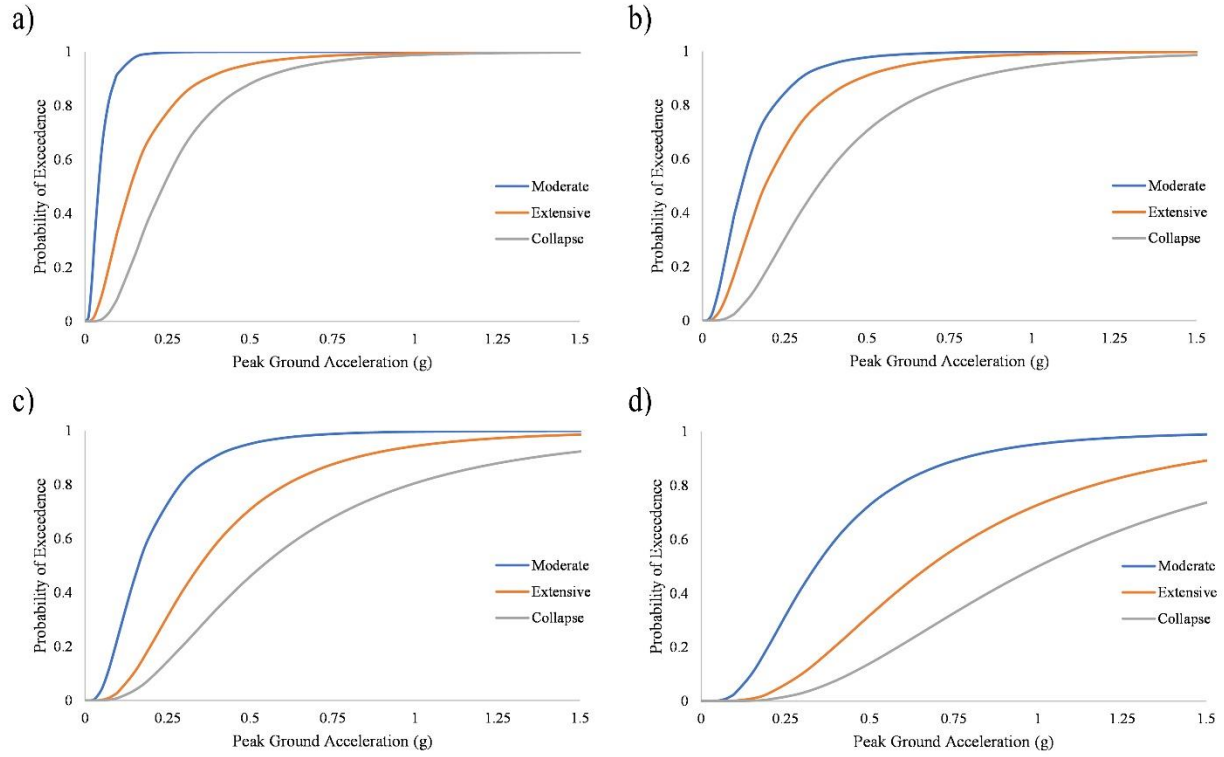 a)
Probability of Exceedence
1
0.8
0.6
0.4
0.2
0
0
0.25
0.5
0.75
1
1.25
1.5
Peak Ground Acceleration (g)
Moderate
Extensive
Collapse
b)
Probability of Exceedence
1
0.8
0.6
0.4
0.2
0
0
0.25
0.5
0.75
1
1.25
1.5
Peak Ground Acceleration (g)
Moderate
Extensive
Collapse
c)
Probability of Exceedence
1
0.8
0.6
0.4
0.2
0
0
0.25
0.5
0.75
1
1.25
1.5
Peak Ground Acceleration (g)
Moderate
Extensive
Collapse
d)
Probability of Exceedence
1
0.8
0.6
0.4
0.2
0
0
0.25
0.5
0.75
1
1.25
1.5
Peak Ground Acceleration (g)
Moderate
Extensive
Collapse